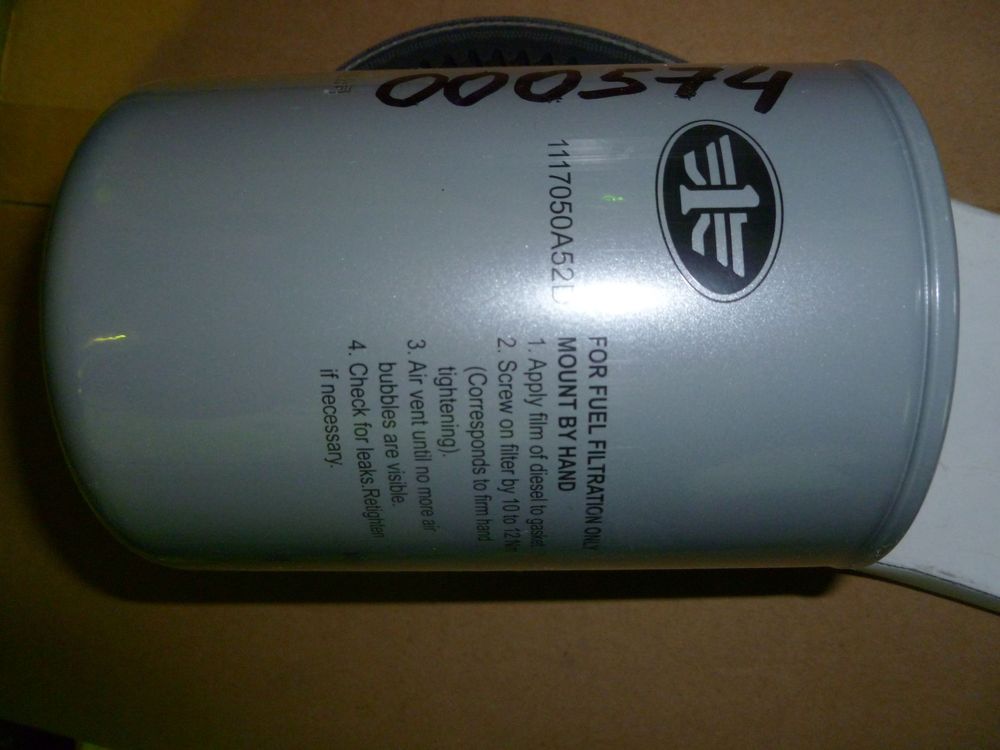 000574
1117050A52D
FOR FUEL FILTRATION ONLY
MOUNT BY HAND
1. Apply film of diesel to gasket
2. Screw on filter by 10 to 12 Nm
(Corresponds to firm hand
tightening).
3. Air vent until no more air
bubbles are visible.
4. Check for leaks.Retighten
if necessary.